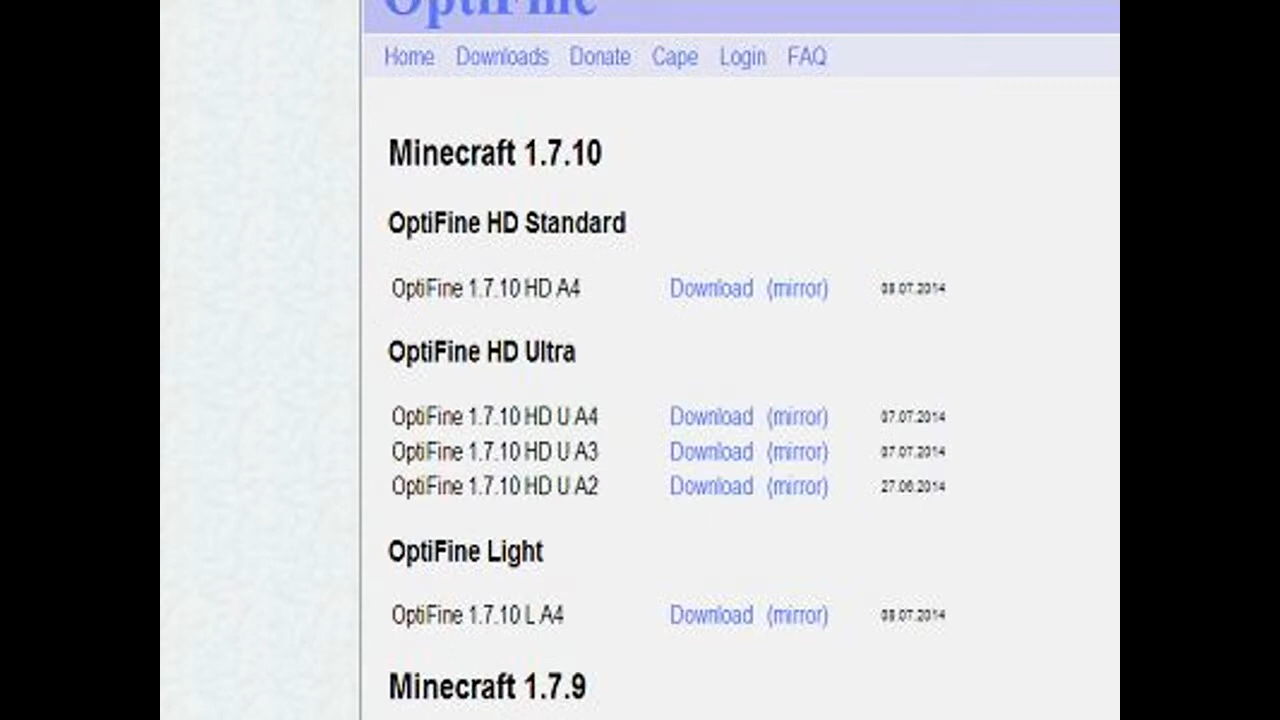 OptiFine
Home Downloads Donate Cape Login FAQ
Minecraft 1.7.10
OptiFine HD Standard
OptiFine 1.7.10 HD A4 Download (mirror) 08.07.2014
OptiFine HD Ultra
OptiFine 1.7.10 HD U A4 Download (mirror) 07.07.2014
OptiFine 1.7.10 HD U A3 Download (mirror) 07.07.2014
OptiFine 1.7.10 HD U A2 Download (mirror) 27.06.2014
OptiFine Light
OptiFine 1.7.10 L A4 Download (mirror) 08.07.2014
Minecraft 1.7.9